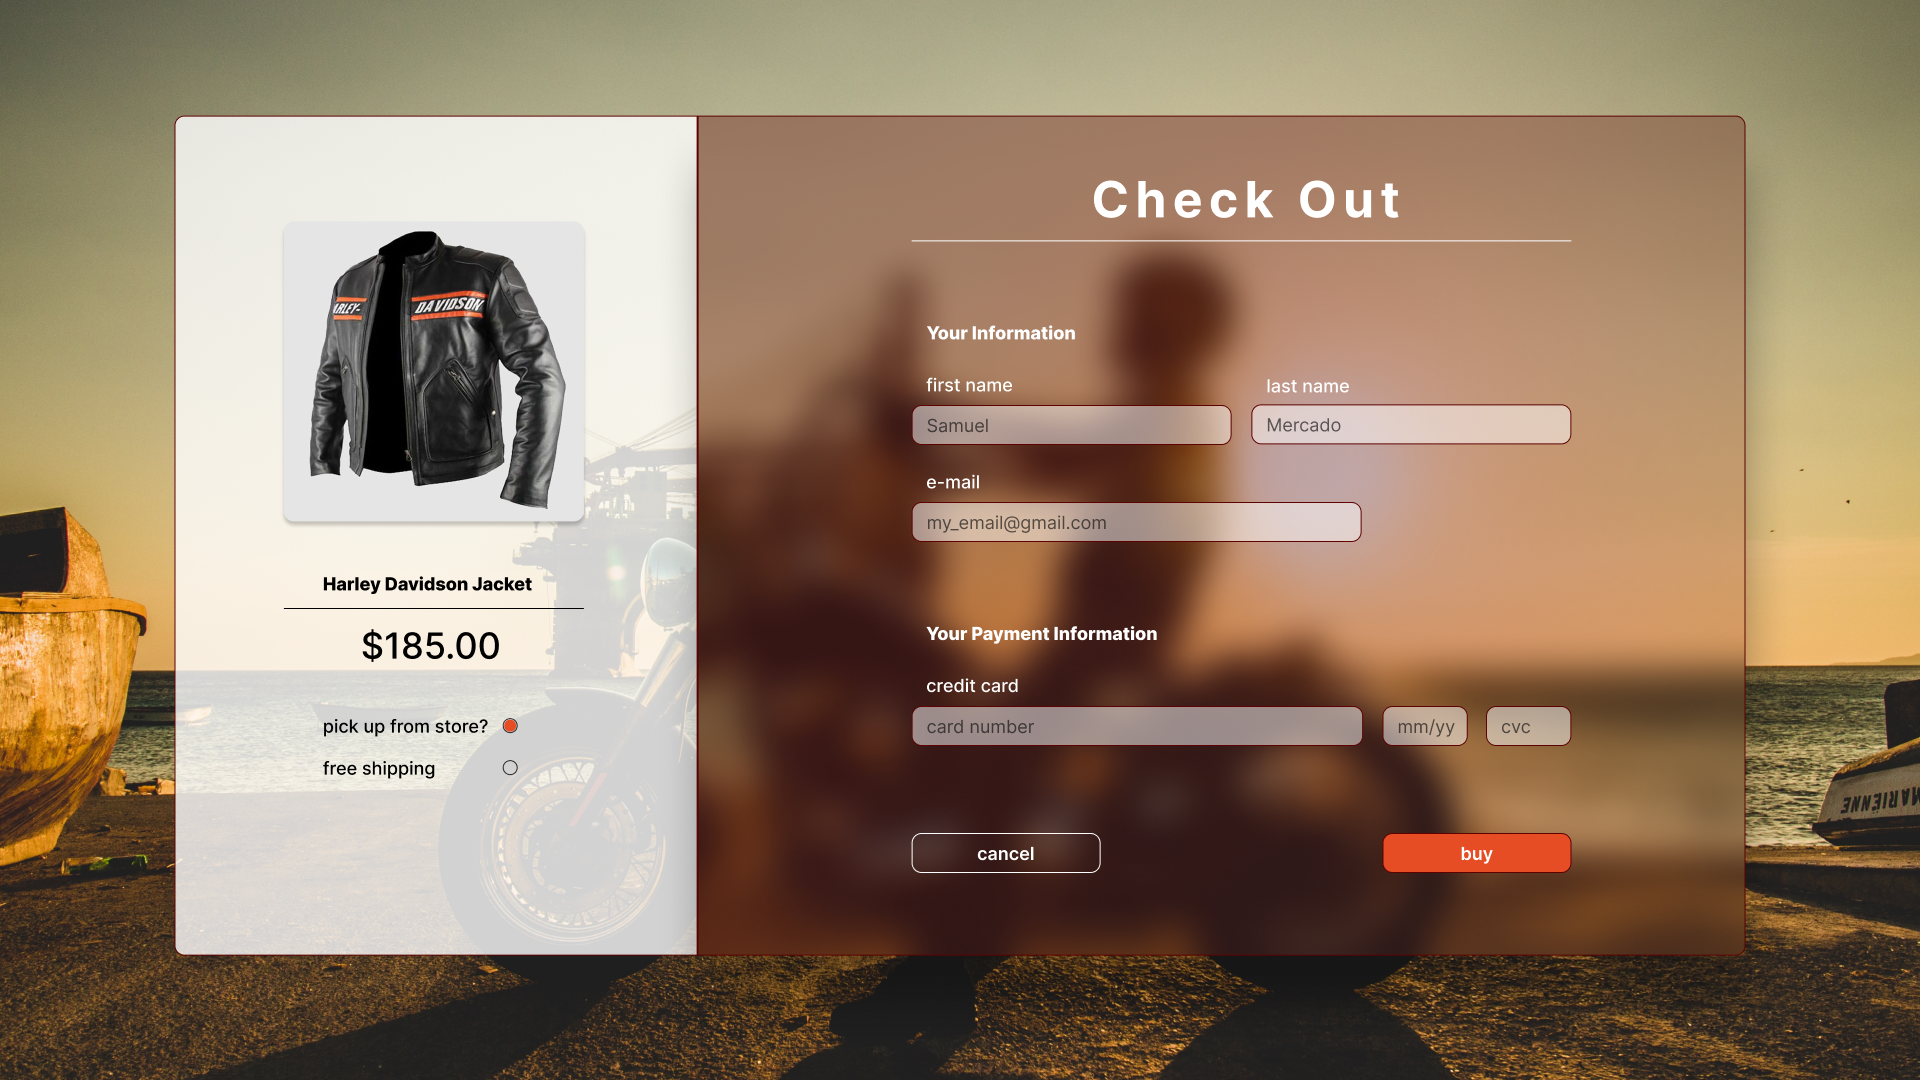 ARLEY-
DAVIDSON
Harley Davidson Jacket
$185.00
pick up from store?
free shipping
Check Out
Your Information
first name
last name
Samuel
Mercado
e-mail
my_email@gmail.com
Your Payment Information
credit card
card number
mm/yy
cvc
cancel
buy
MARIENNE